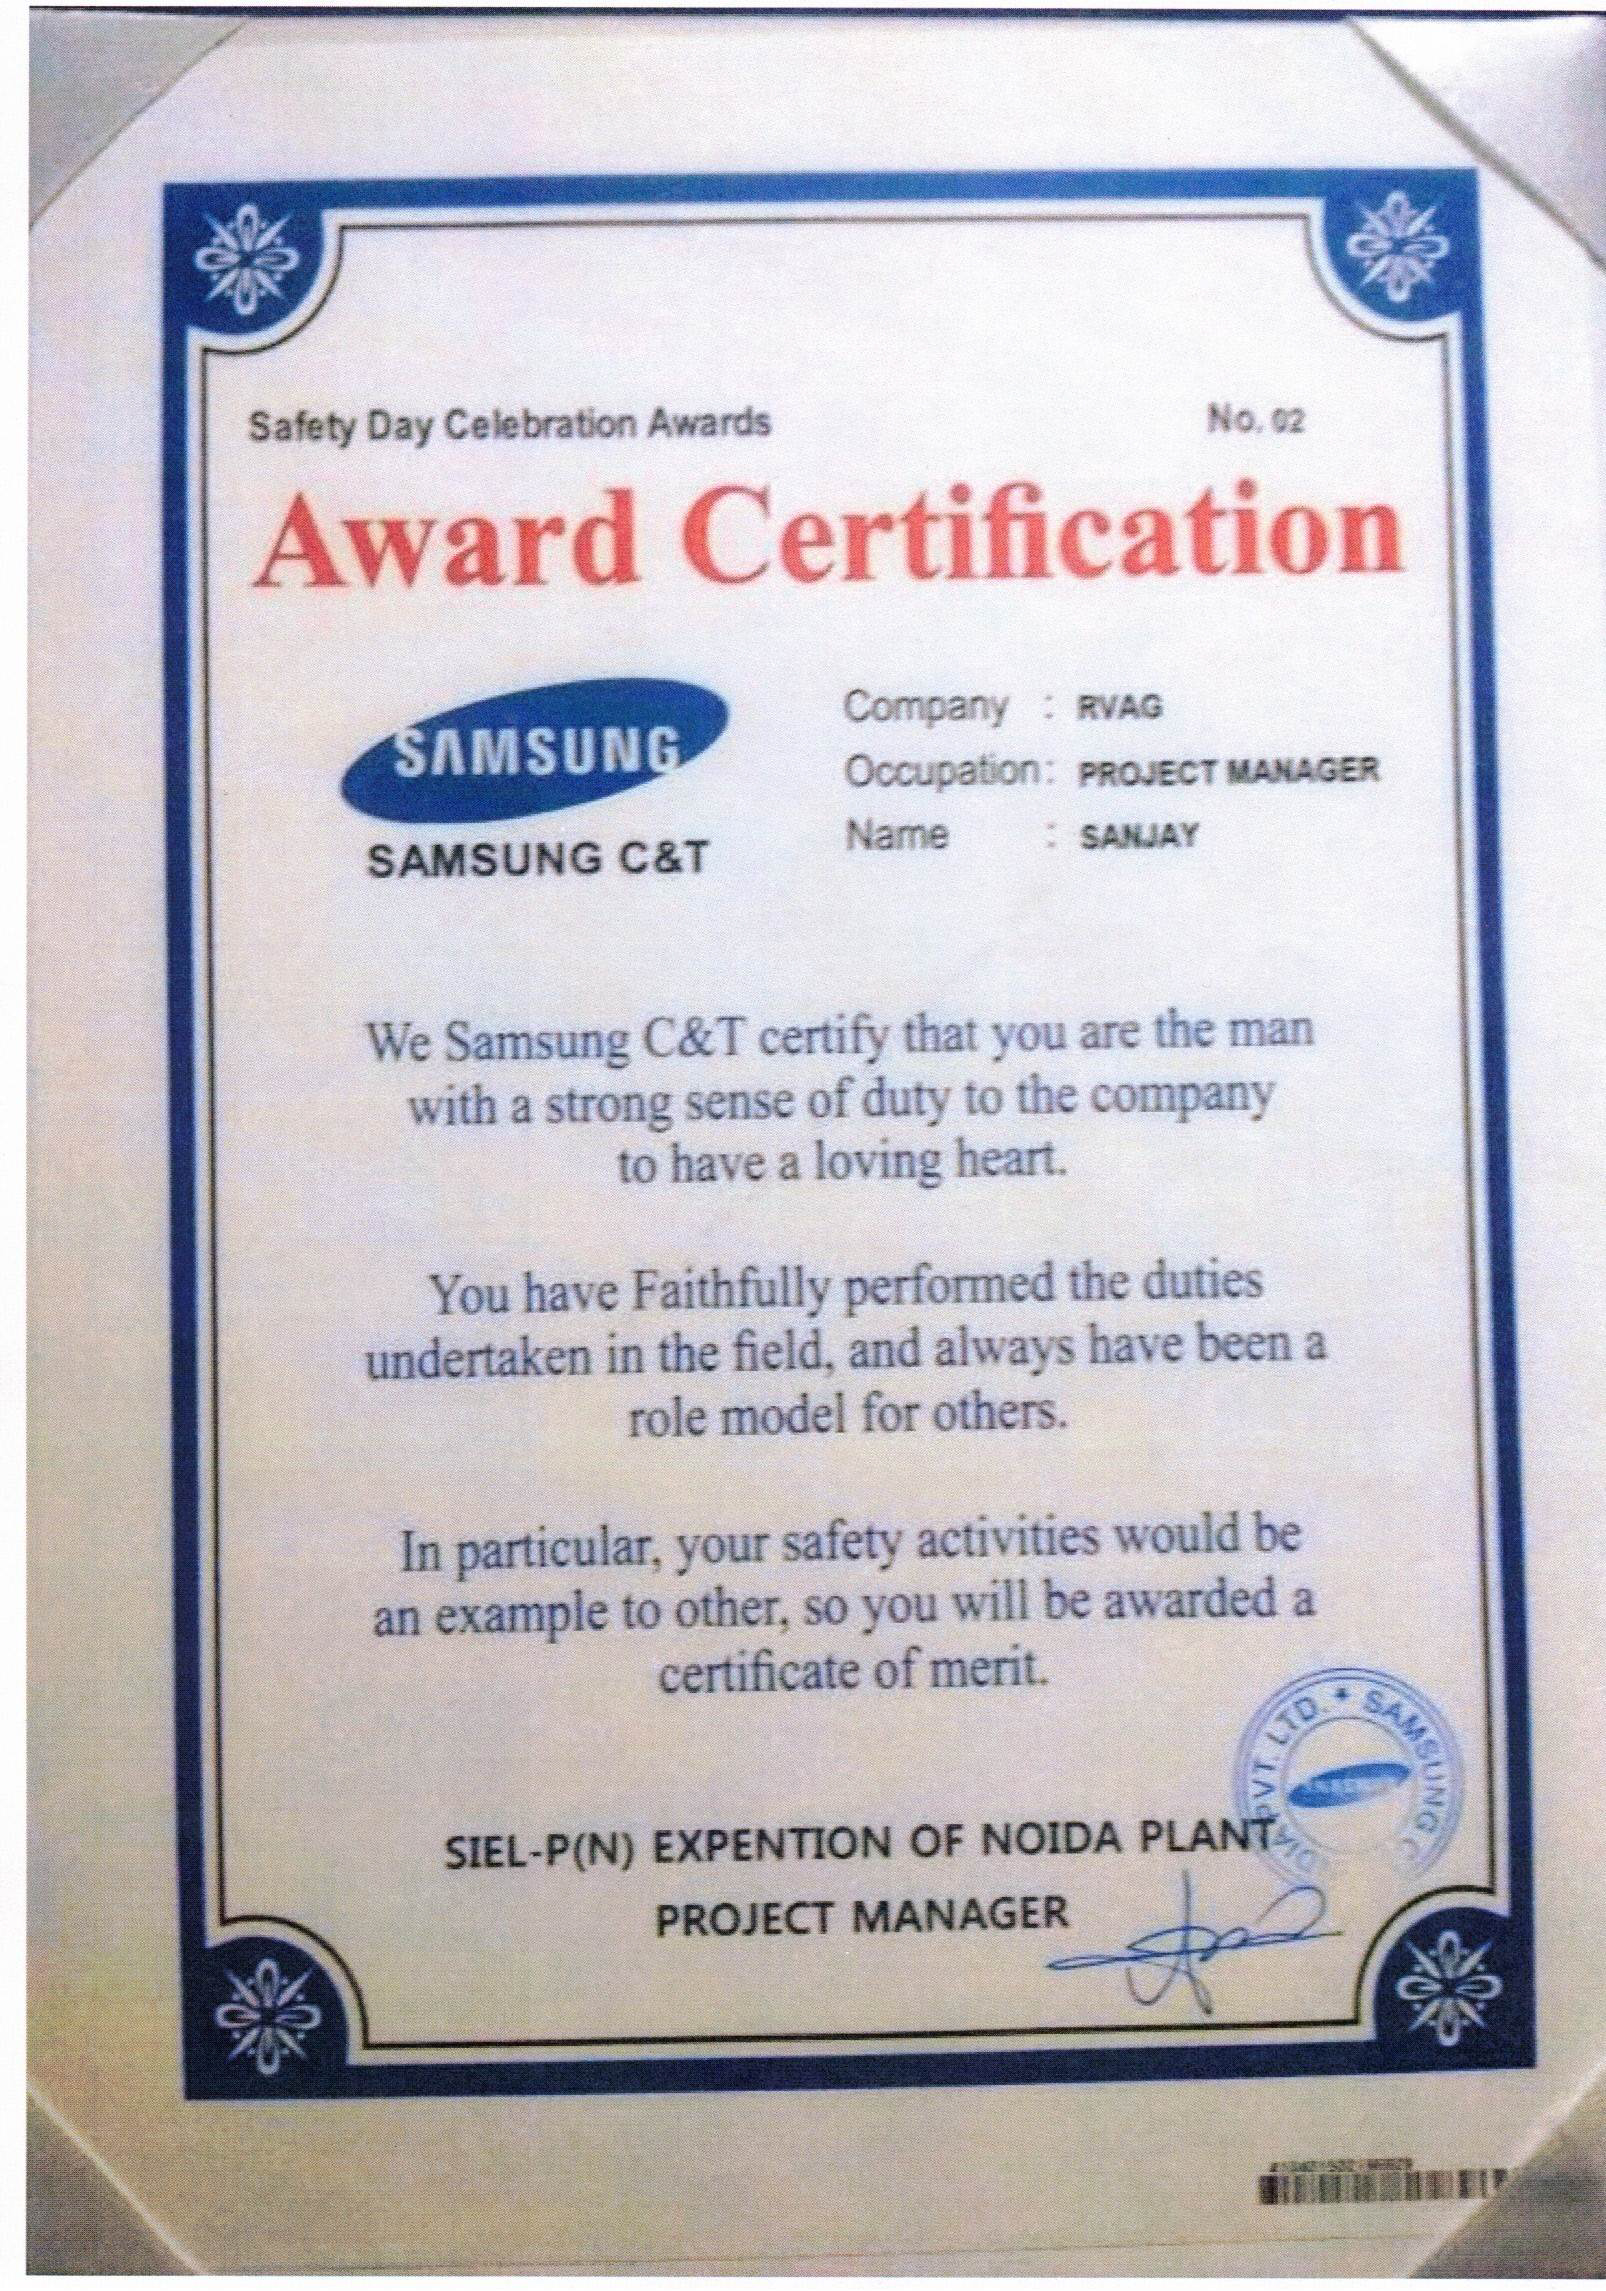 Safety Day Celebration Awards No. 02
Award Certification
SAMSUNG
SAMSUNG C&T
Company : RVAG
Occupation : PROJECT MANAGER
Name : SANJAY
We Samsung C&T certify that you are the man
with a strong sense of duty to the company
to have a loving heart.
You have Faithfully performed the duties
undertaken in the field, and always have been a
role model for others.
In particular, your safety activities would be
an example to other, so you will be awarded a
certificate of merit.
SIEL-P(N) EXPENTION OF NOIDA PLANT
PROJECT MANAGER
PVT. LTD. * SAMSUNG C